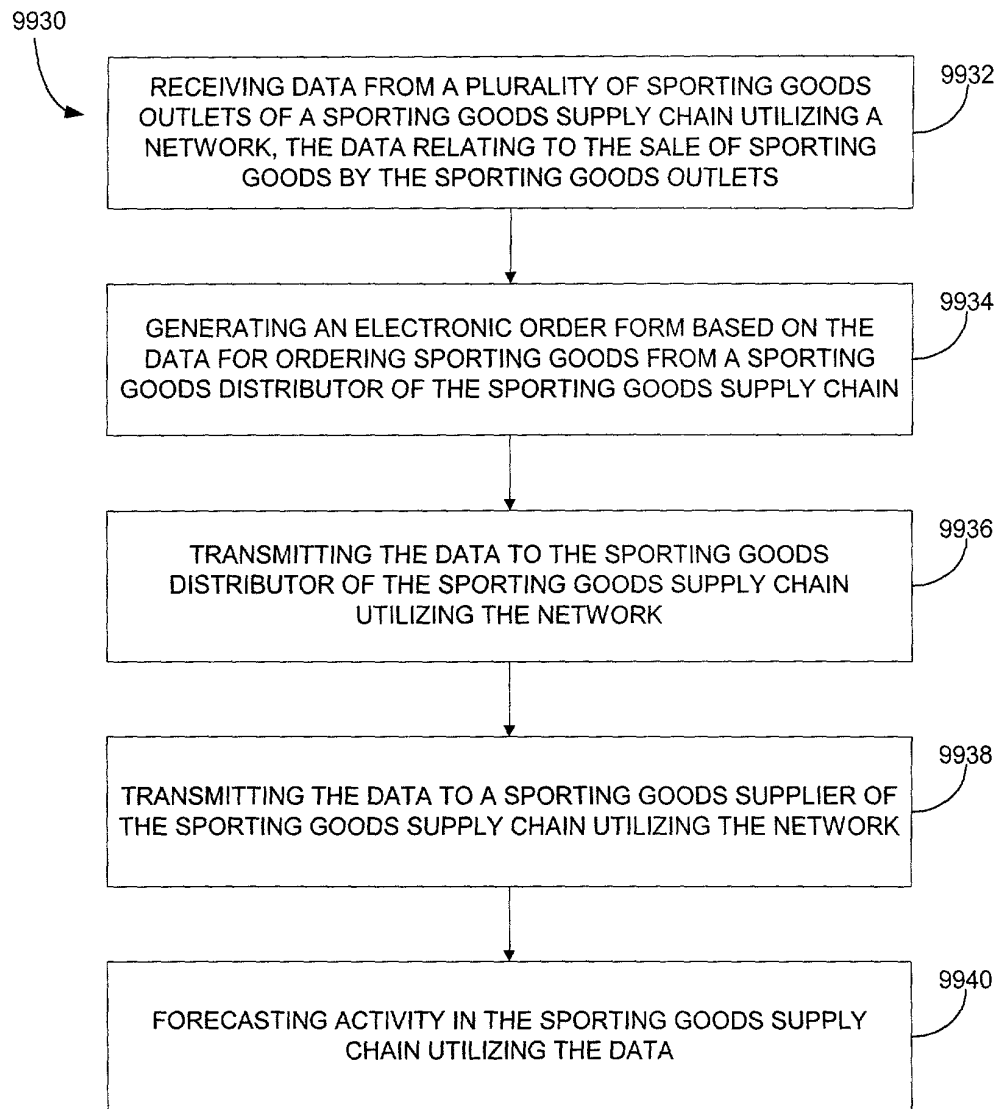 9930
9932
RECEIVING DATA FROM A PLURALITY OF SPORTING GOODS
OUTLETS OF A SPORTING GOODS SUPPLY CHAIN UTILIZING A
NETWORK, THE DATA RELATING TO THE SALE OF SPORTING
GOODS BY THE SPORTING GOODS OUTLETS
9934
GENERATING AN ELECTRONIC ORDER FORM BASED ON THE
DATA FOR ORDERING SPORTING GOODS FROM A SPORTING
GOODS DISTRIBUTOR OF THE SPORTING GOODS SUPPLY CHAIN
9936
TRANSMITTING THE DATA TO THE SPORTING GOODS
DISTRIBUTOR OF THE SPORTING GOODS SUPPLY CHAIN
UTILIZING THE NETWORK
9938
TRANSMITTING THE DATA TO A SPORTING GOODS SUPPLIER OF
THE SPORTING GOODS SUPPLY CHAIN UTILIZING THE NETWORK
9940
FORECASTING ACTIVITY IN THE SPORTING GOODS SUPPLY
CHAIN UTILIZING THE DATA